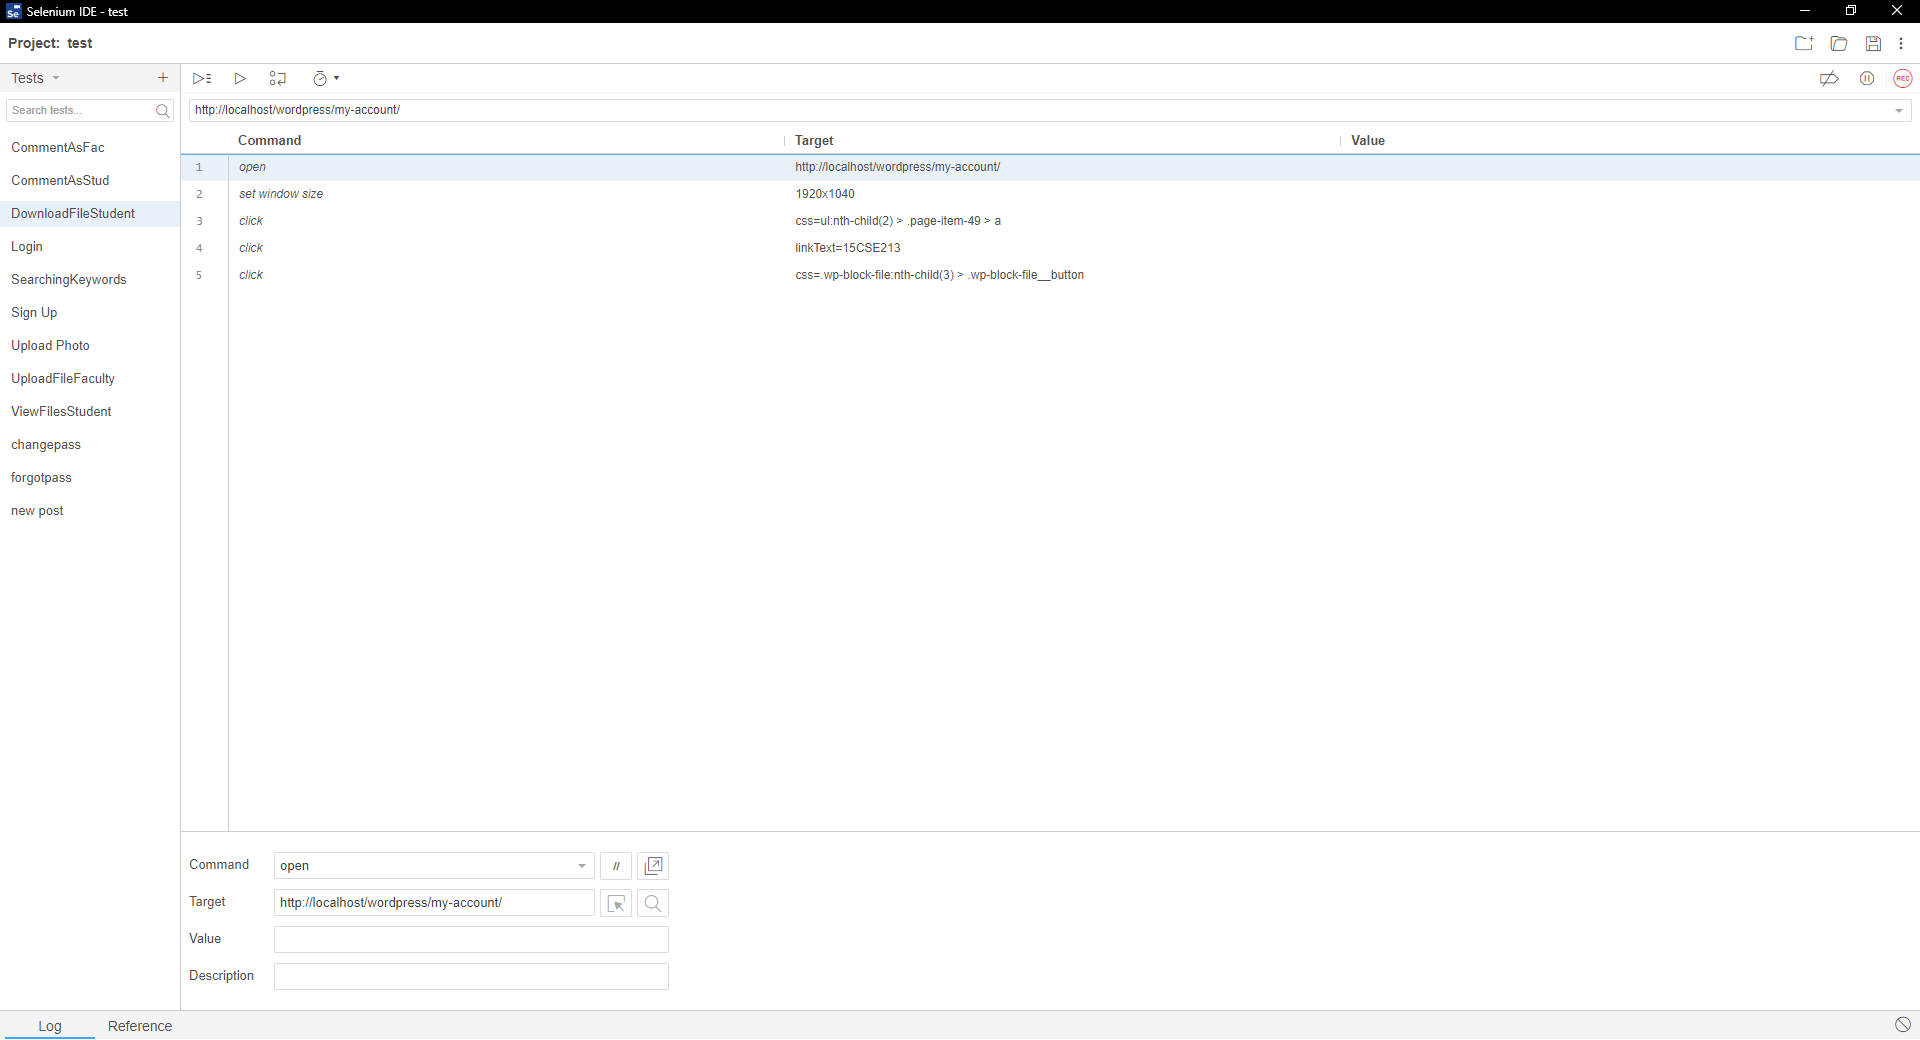 Se Selenium IDE - test
Project: test
Tests
Search tests...
CommentAsFac
CommentAsStud
DownloadFileStudent
Login
SearchingKeywords
Sign Up
Upload Photo
UploadFileFaculty
ViewFilesStudent
changepass
forgotpass
new post
REC
http://localhost/wordpress/my-account/
Command Target Value
1 open http://localhost/wordpress/my-account/
2 set window size 1920x1040
3 click css=ul:nth-child(2) > .page-item-49 > a
4 click linkText=15CSE213
5 click css=.wp-block-file:nth-child(3) > .wp-block-file__button
Command open //
Target http://localhost/wordpress/my-account/
Value
Description
Log Reference